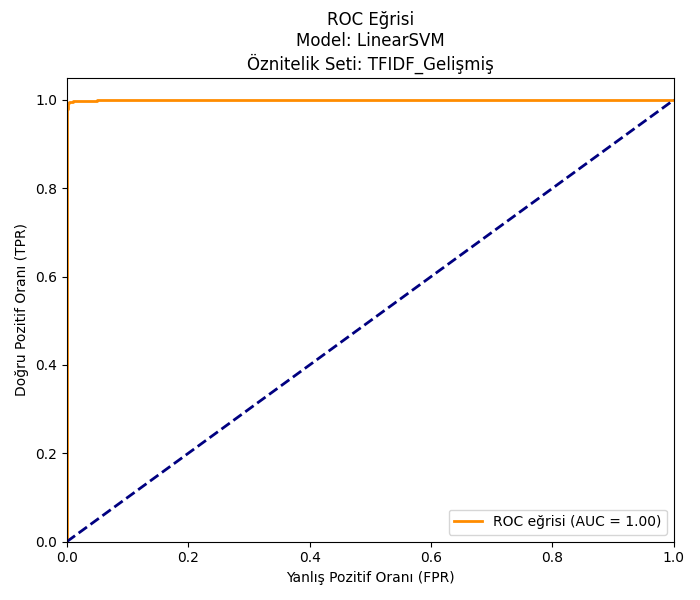 ROC Eğrisi
Model: LinearSVM
Öznitelik Seti: TFIDF_Gelişmiş
1.0
0.8
0.6
0.4
0.2
0.0
Doğru Pozitif Oranı (TPR)
ROC eğrisi (AUC = 1.00)
0.0 0.2 0.4 0.6 0.8 1.0
Yanlış Pozitif Oranı (FPR)